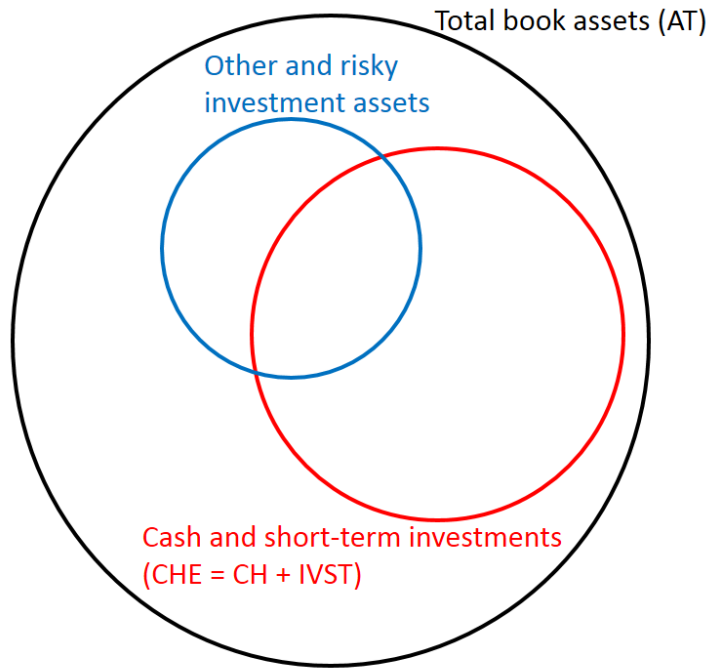 Total book assets (AT)
Other and risky
investment assets
Cash and short-term investments
(CHE = CH + IVST)